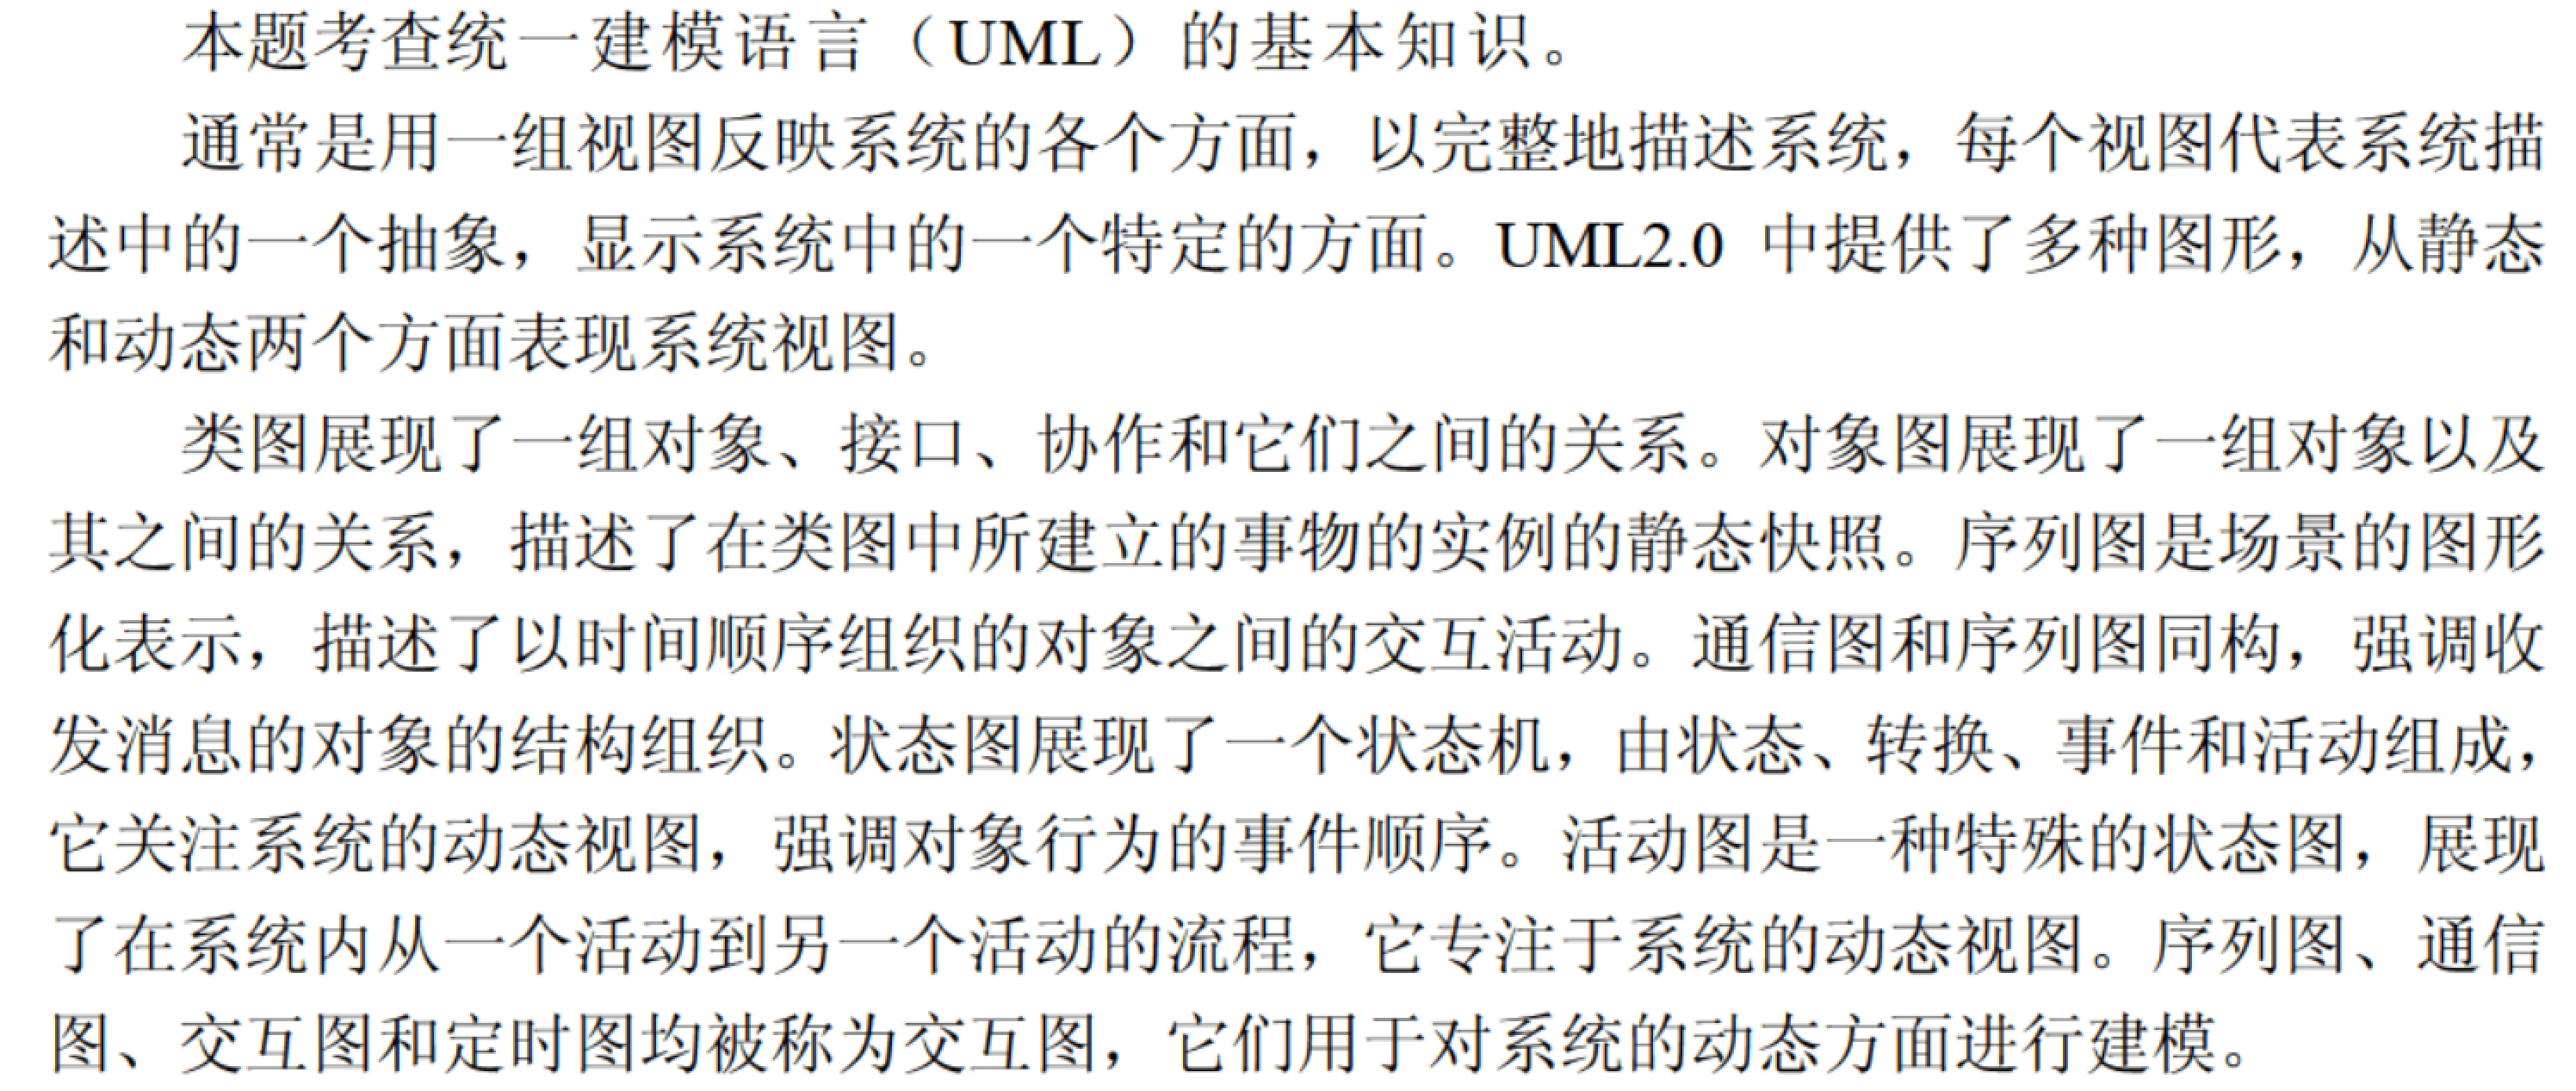 本题考查统一建模语言（UML）的基本知识。
通常是用一组视图反映系统的各个方面，以完整地描述系统，每个视图代表系统描
述中的一个抽象，显示系统中的一个特定的方面。UML2.0 中提供了多种图形，从静态
和动态两个方面表现系统视图。
类图展现了一组对象、接口、协作和它们之间的关系。对象图展现了一组对象以及
其之间的关系，描述了在类图中所建立的事物的实例的静态快照。序列图是场景的图形
化表示，描述了以时间顺序组织的对象之间的交互活动。通信图和序列图同构，强调收
发消息的对象的结构组织。状态图展现了一个状态机，由状态、转换、事件和活动组成，
它关注系统的动态视图，强调对象行为的事件顺序。活动图是一种特殊的状态图，展现
了在系统内从一个活动到另一个活动的流程，它专注于系统的动态视图。序列图、通信
图、交互图和定时图均被称为交互图，它们用于对系统的动态方面进行建模。